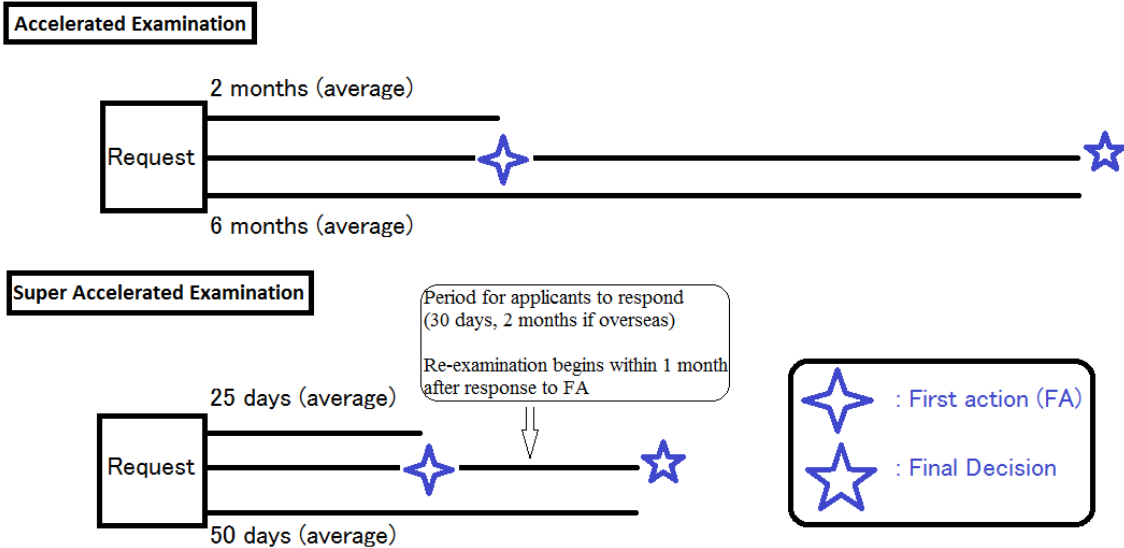 Accelerated Examination
2 months (average)
Request
6 months (average)
Super Accelerated Examination
Period for applicants to respond
(30 days, 2 months if overseas)
Re-examination begins within 1 month
after response to FA
25 days (average)
Request
50 days (average)
: First action (FA)
: Final Decision